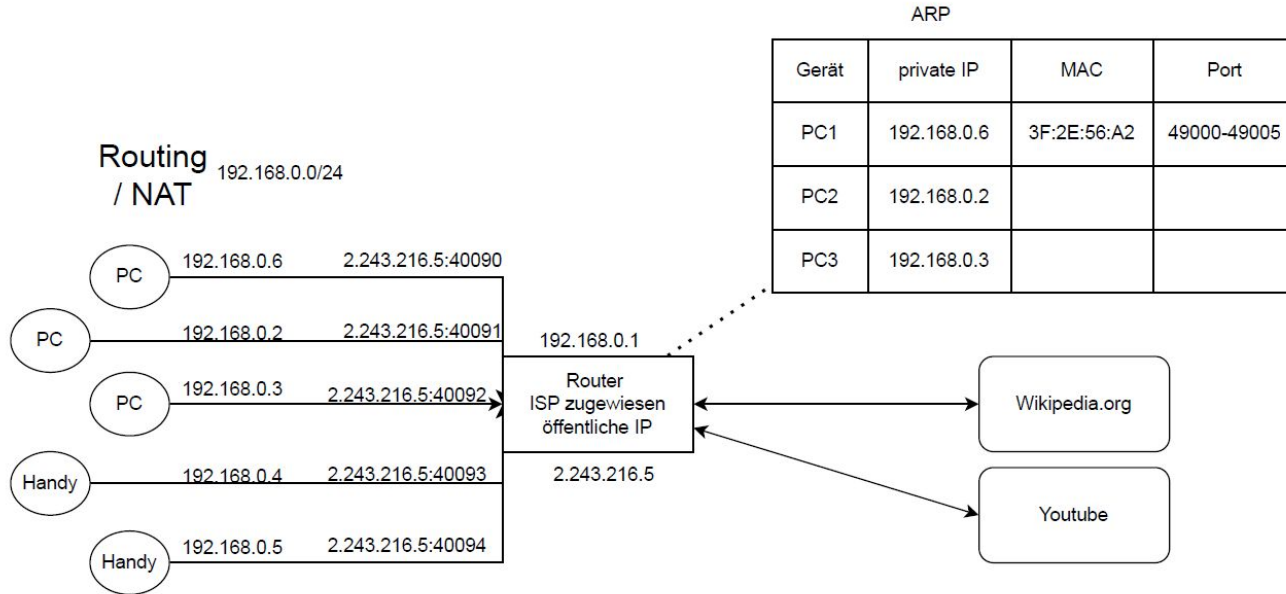 ARP
Gerät private IP MAC Port
PC1 192.168.0.6 3F:2E:56:A2 49000-49005
PC2 192.168.0.2
PC3 192.168.0.3
Routing
/ NAT
192.168.0.0/24
PC 192.168.0.6 2.243.216.5:40090
PC 192.168.0.2 2.243.216.5:40091
PC 192.168.0.3 2.243.216.5:40092
Handy 192.168.0.4 2.243.216.5:40093
Handy 192.168.0.5 2.243.216.5:40094
192.168.0.1
Router
ISP zugewiesen
öffentliche IP
2.243.216.5
Wikipedia.org
Youtube